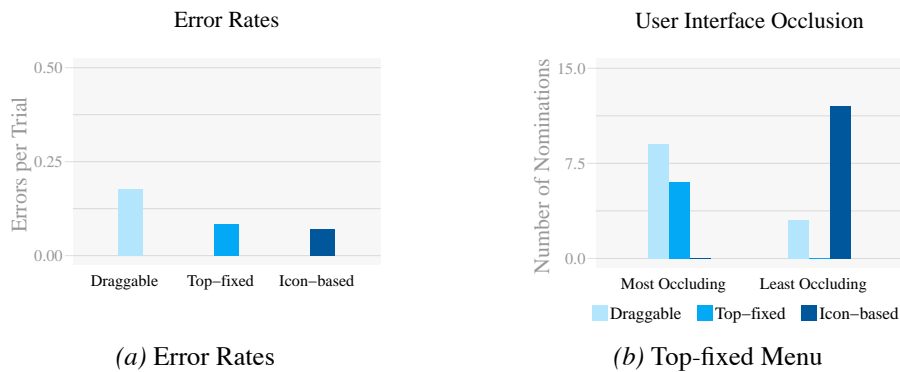 Error Rates
Errors per Trial
0.50
0.25
0.00
Draggable Top−fixed Icon−based
(a) Error Rates
User Interface Occlusion
Number of Nominations
15.0
7.5
0.0
Most Occluding Least Occluding
Draggable Top−fixed Icon−based
(b) Top-fixed Menu